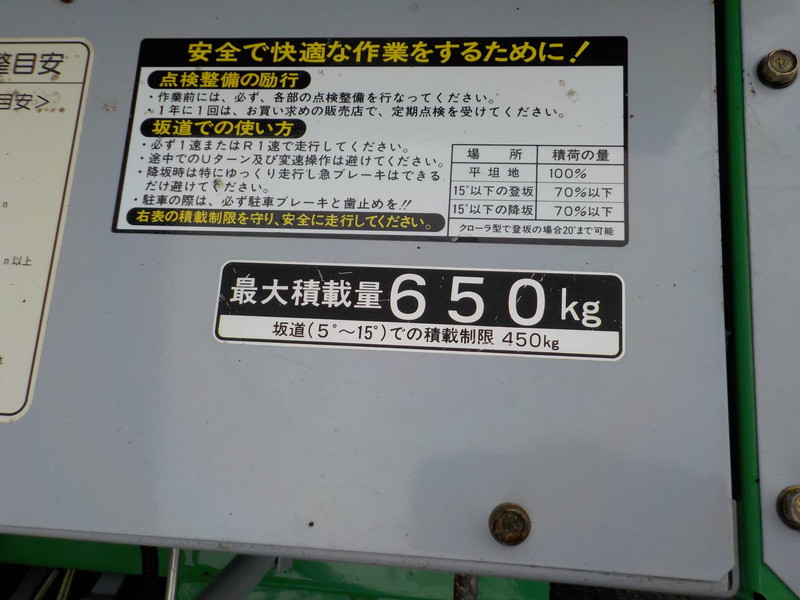 整目安
目安>
n
n以上
安全で快適な作業をするために!
点検整備の励行
・作業前には、必ず、各部の点検整備を行なってください。
・1年に1回は、お買い求めの販売店で、定期点検を受けてください。
坂道での使い方
・必ず1速またはR1速で走行してください。
・途中でのUターン及び変速操作は避けてください。
・降坂時は特にゆっくり走行し急ブレーキはできる
だけ避けてください。
・駐車の際は、必ず駐車ブレーキと歯止めを!!
右表の積載制限を守り、安全に走行してください。
場所 積荷の量
平坦地 100%
15°以下の登坂 70%以下
15°以下の降坂 70%以下
クローラ型で登坂の場合20°まで可能
最大積載量650kg
坂道(5°~15°)での積載制限 450kg